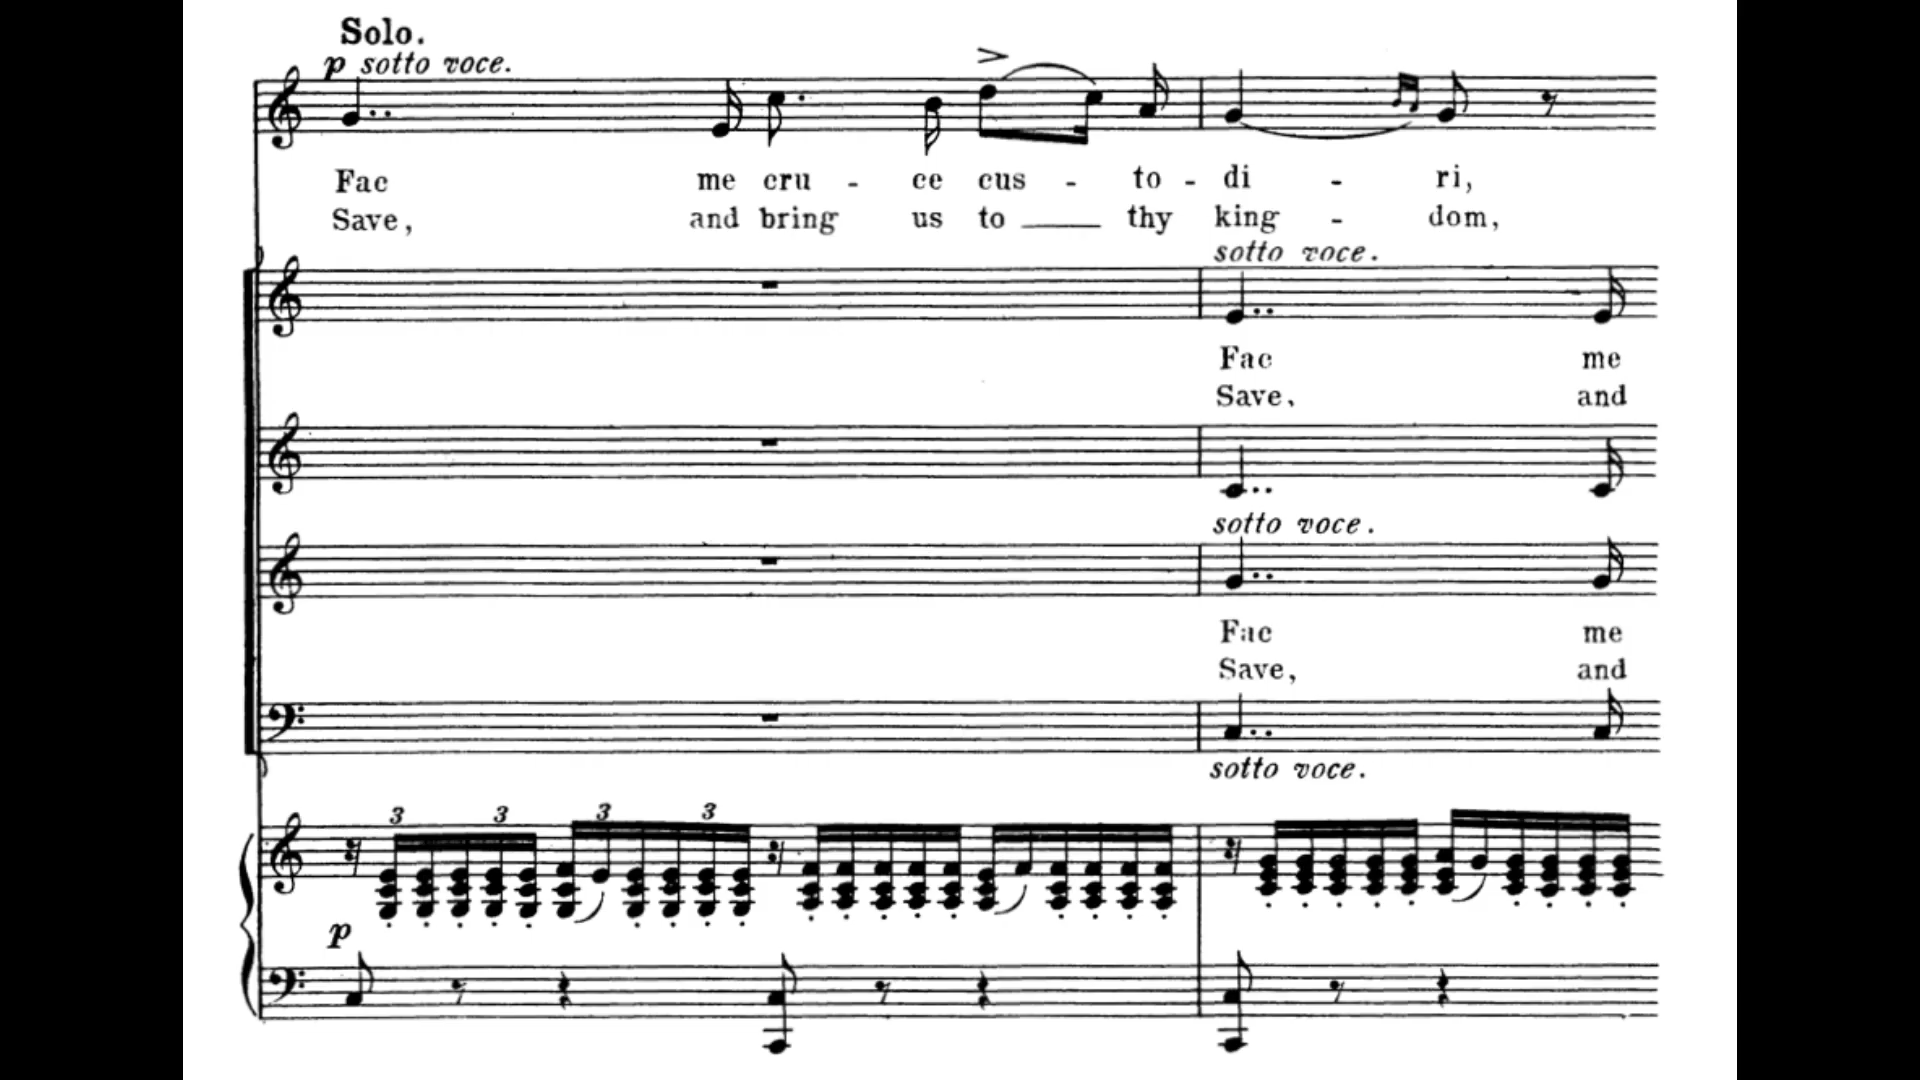 Solo.
p sotto voce.
Fac me cru - ce cus - to - di - ri,
Save, and bring us to thy king - dom,
sotto voce.
Fac me
Save, and
sotto voce.
Fac me
Save, and
sotto voce.
3 3 3 3
p